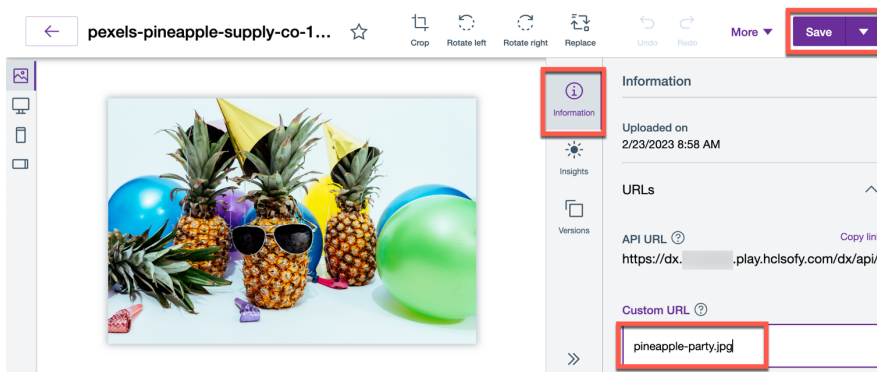 pexels-pineapple-supply-co-1...
Crop
Rotate left
Rotate right
Replace
Undo
Redo
More
Save
Information
Insights
Versions
Information
Uploaded on
2/23/2023 8:58 AM
URLs
API URL
Copy lin
https://dx. .play.hclsofy.com/dx/api/
Custom URL
pineapple-party.jpg